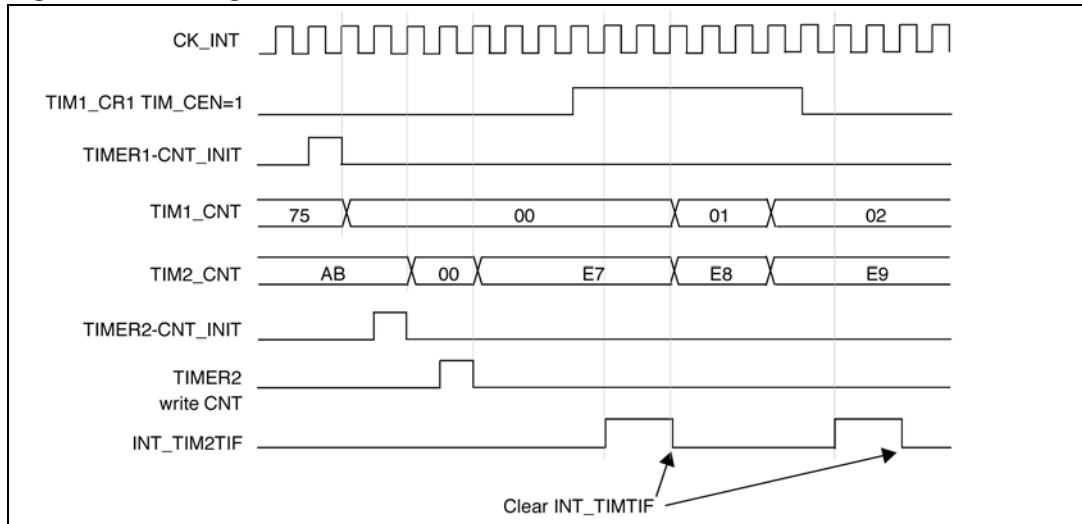 CK_INT
TIM1_CR1 TIM_CEN=1
TIMER1-CNT_INIT
TIM1_CNT 75 00 01 02
TIM2_CNT AB 00 E7 E8 E9
TIMER2-CNT_INIT
TIMER2
write CNT
INT_TIM2TIF
Clear INT_TIMTIF